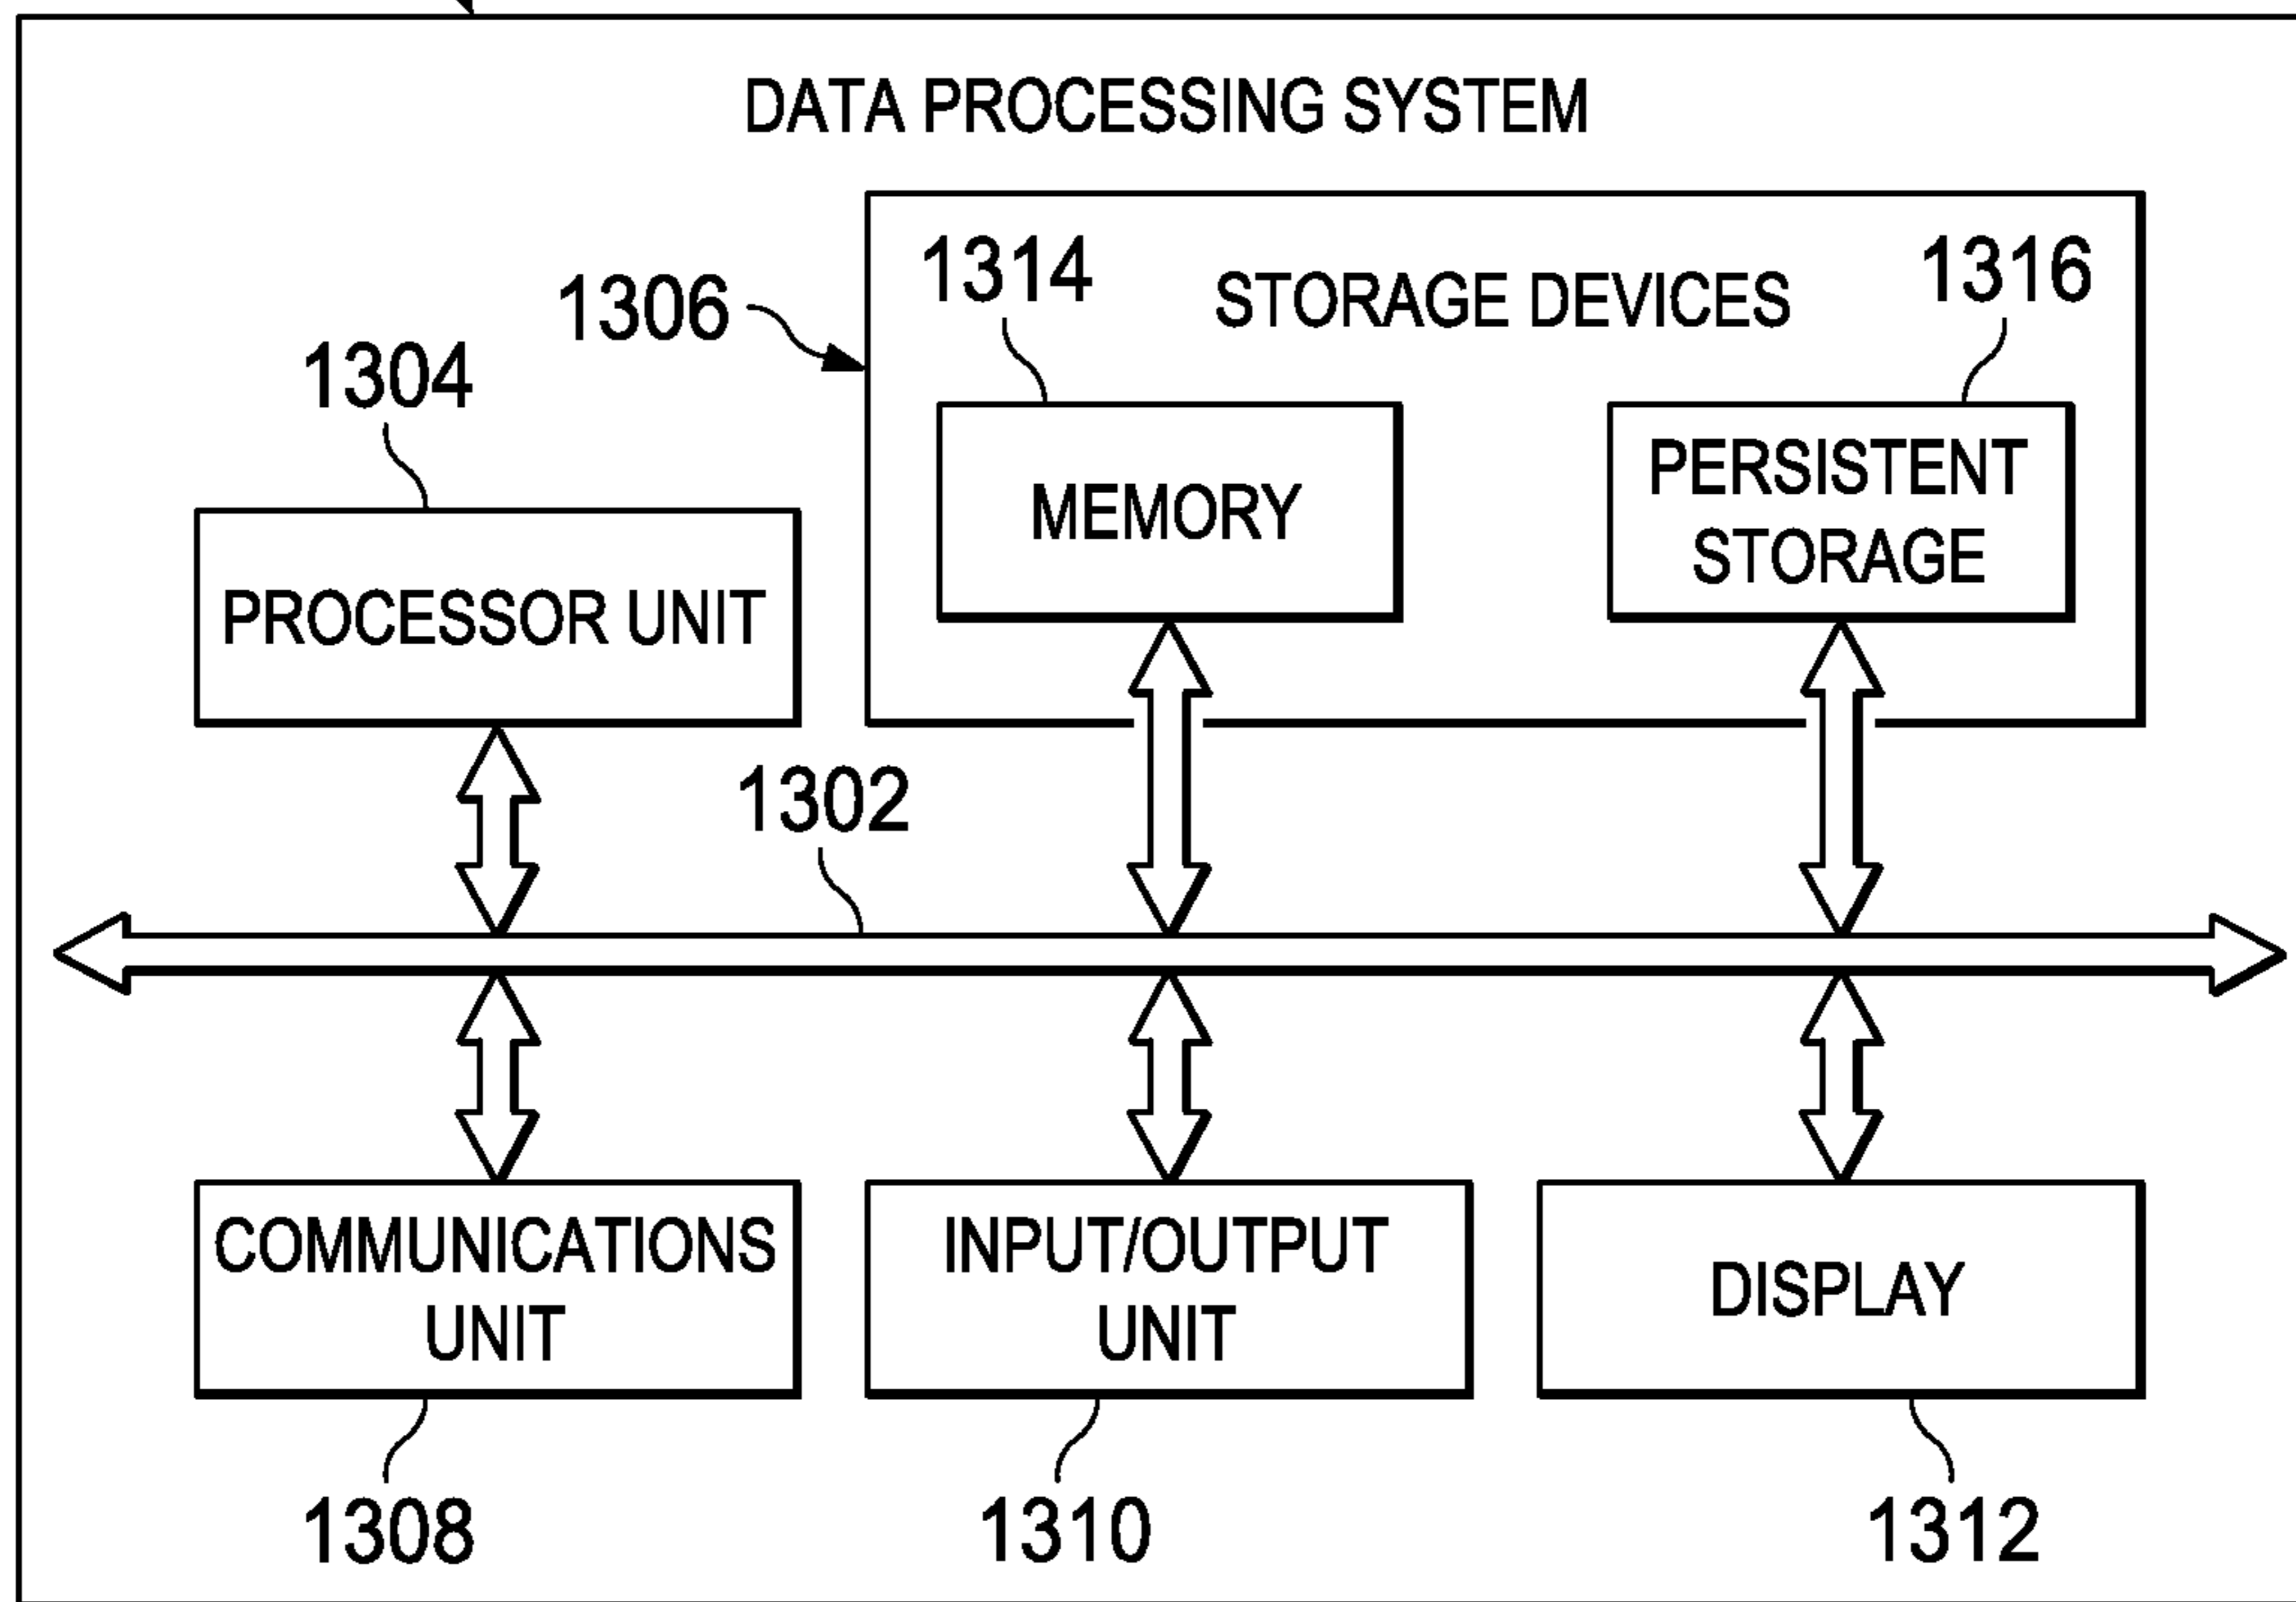 DATA PROCESSING SYSTEM
1306
1314
STORAGE DEVICES
1316
1304
MEMORY
PERSISTENT
STORAGE
PROCESSOR UNIT
1302
COMMUNICATIONS
UNIT
INPUT/OUTPUT
UNIT
DISPLAY
1308
1310
1312